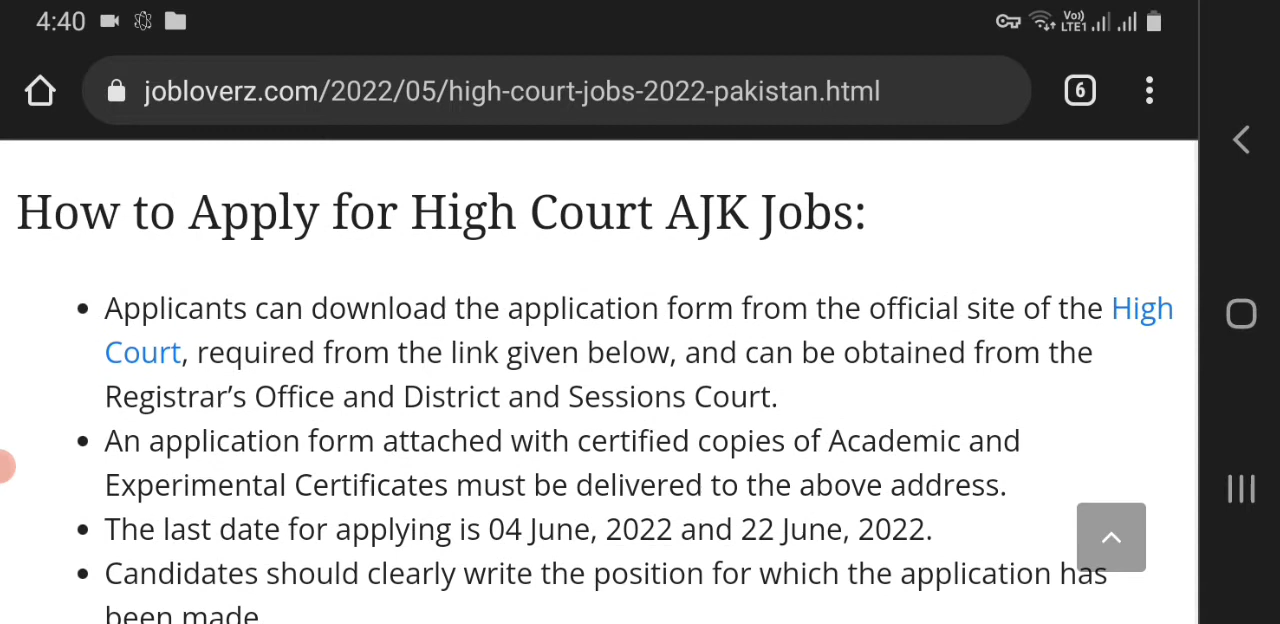 4:40
Vo)) LTE1
jobloverz.com/2022/05/high-court-jobs-2022-pakistan.html
6
How to Apply for High Court AJK Jobs:
• Applicants can download the application form from the official site of the High
Court, required from the link given below, and can be obtained from the
Registrar’s Office and District and Sessions Court.
• An application form attached with certified copies of Academic and
Experimental Certificates must be delivered to the above address.
• The last date for applying is 04 June, 2022 and 22 June, 2022.
• Candidates should clearly write the position for which the application has
been made